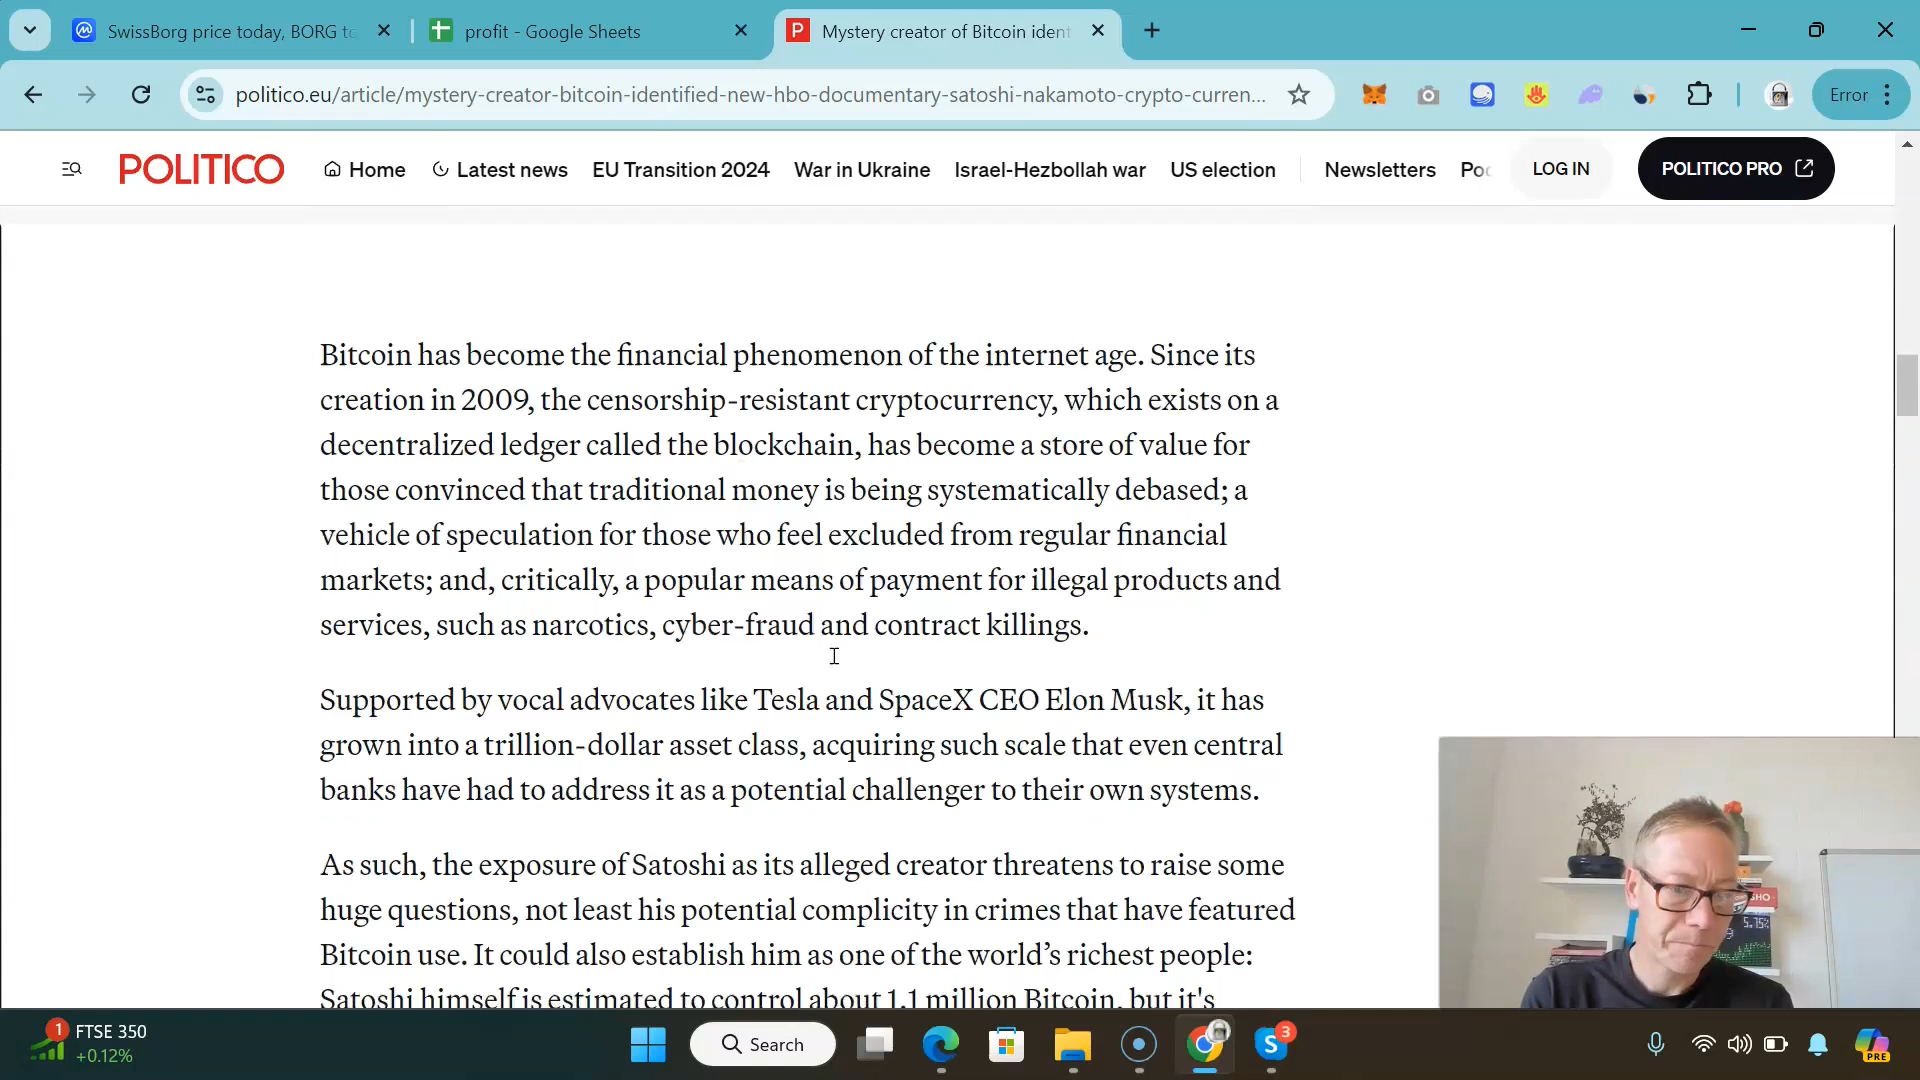 SwissBorg price today, BORG to
profit - Google Sheets
Mystery creator of Bitcoin ident
politico.eu/article/mystery-creator-bitcoin-identified-new-hbo-documentary-satoshi-nakamoto-crypto-curren...
Error
POLITICO
Home
Latest news
EU Transition 2024
War in Ukraine
Israel-Hezbollah war
US election
Newsletters
Poc
LOG IN
POLITICO PRO
Bitcoin has become the financial phenomenon of the internet age. Since its
creation in 2009, the censorship-resistant cryptocurrency, which exists on a
decentralized ledger called the blockchain, has become a store of value for
those convinced that traditional money is being systematically debased; a
vehicle of speculation for those who feel excluded from regular financial
markets; and, critically, a popular means of payment for illegal products and
services, such as narcotics, cyber-fraud and contract killings.
Supported by vocal advocates like Tesla and SpaceX CEO Elon Musk, it has
grown into a trillion-dollar asset class, acquiring such scale that even central
banks have had to address it as a potential challenger to their own systems.
As such, the exposure of Satoshi as its alleged creator threatens to raise some
huge questions, not least his potential complicity in crimes that have featured
Bitcoin use. It could also establish him as one of the world’s richest people:
Satoshi himself is estimated to control about 1.1 million Bitcoin, but it's
5.75%
1
FTSE 350
+0.12%
Search
3
PRE